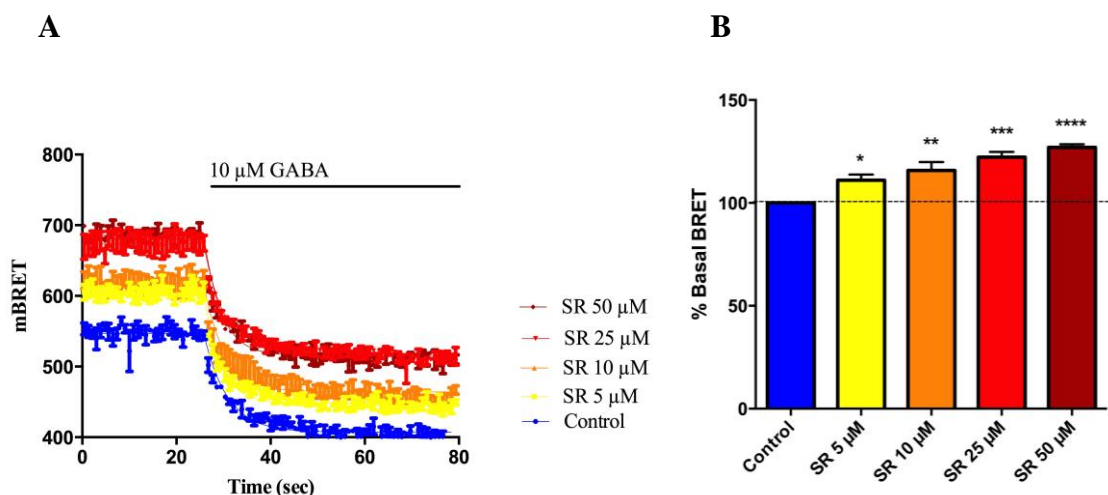 A
B
10 µM GABA
800
700
600
500
400
mBRET
0
20
40
60
80
Time (sec)
SR 50 µM
SR 25 µM
SR 10 µM
SR 5 µM
Control
150
100
50
0
% Basal BRET
*
**
***
****
Control
SR 5 µM
SR 10 µM
SR 25 µM
SR 50 µM